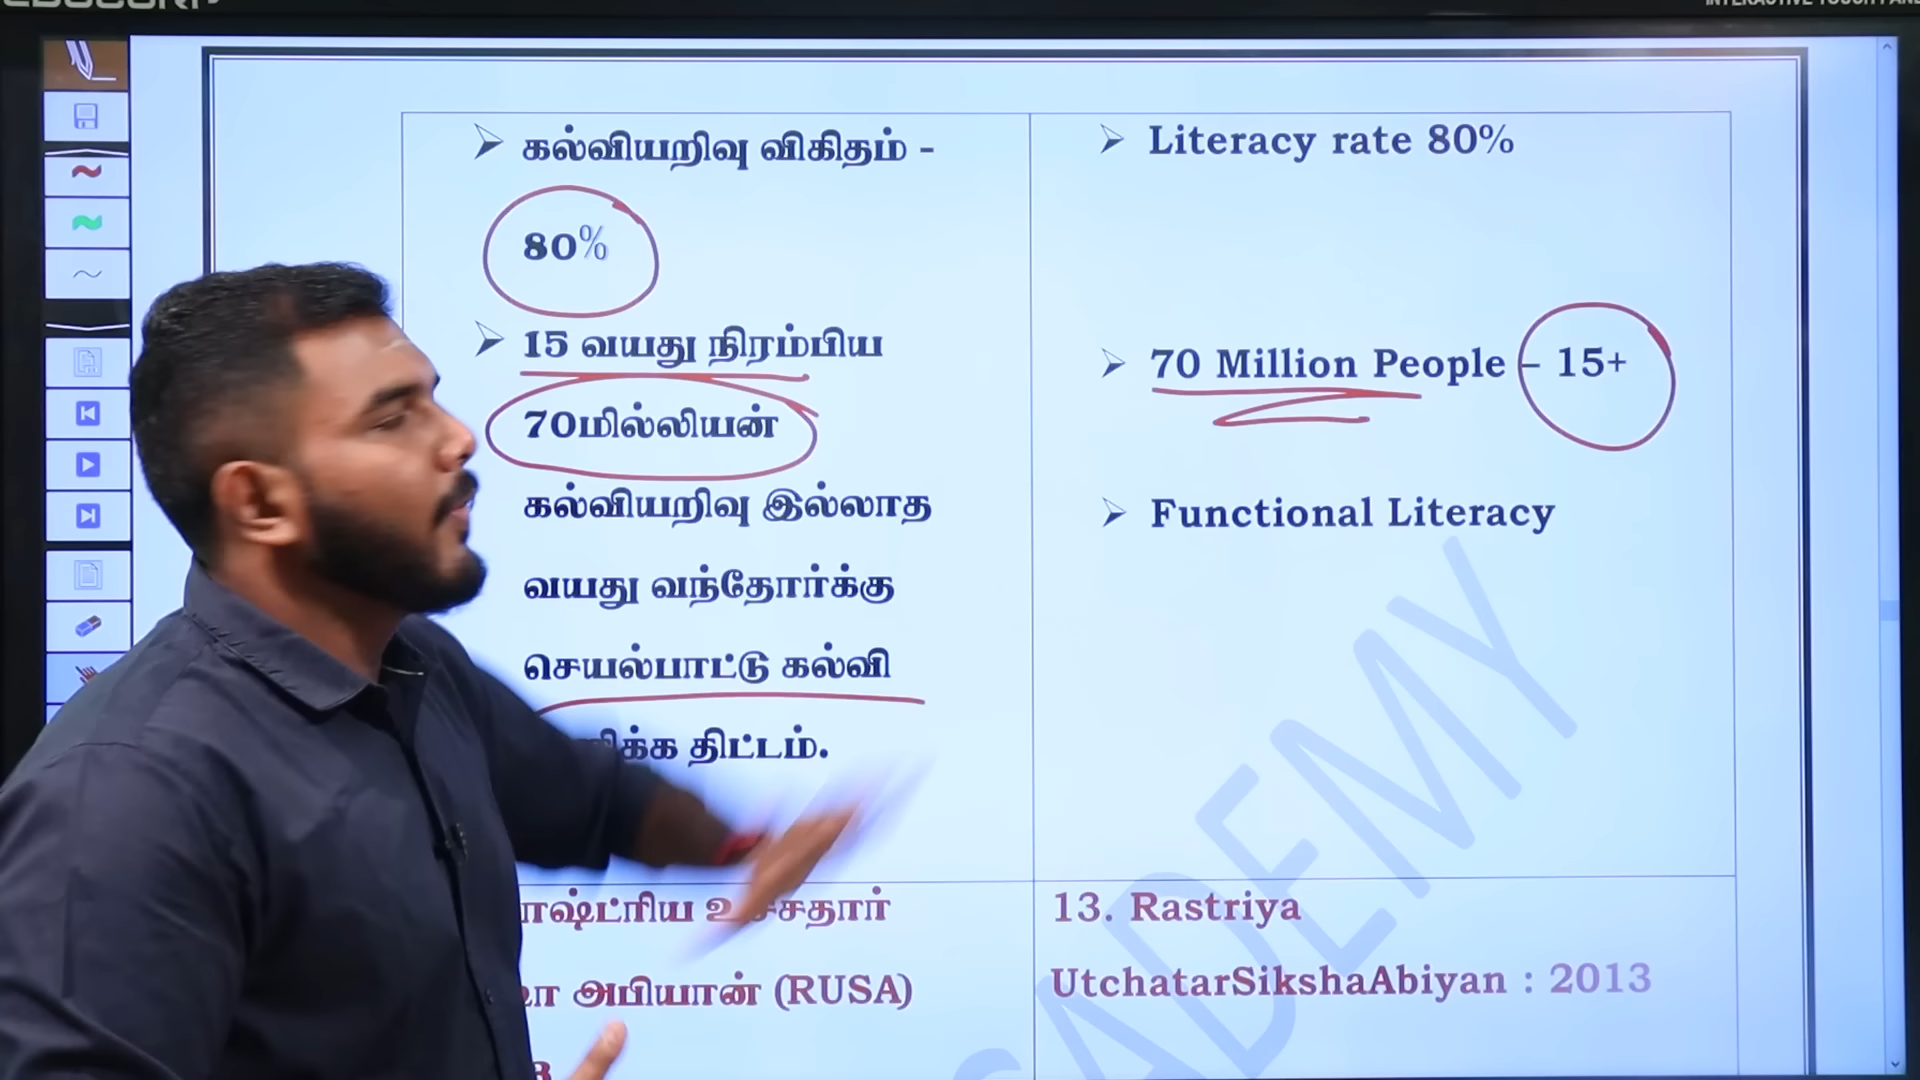 கல்வியறிவு விகிதம் -
80%
15 வயது நிரம்பிய
70மில்லியன்
கல்வியறிவு இல்லாத
வயது வந்தோர்க்கு
செயல்பாட்டு கல்வி
திட்டம்.
அபியான் (RUSA)
Literacy rate 80%
70 Million People – 15+
Functional Literacy
13. Rastriya
UtchatarSikshaAbiyan : 2013